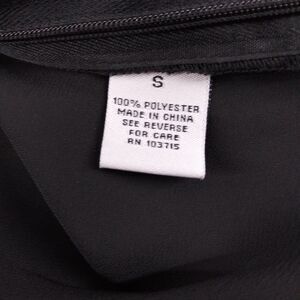 S
100% POLYESTER
MADE IN CHINA
SEE REVERSE
FOR CARE
RN 103715